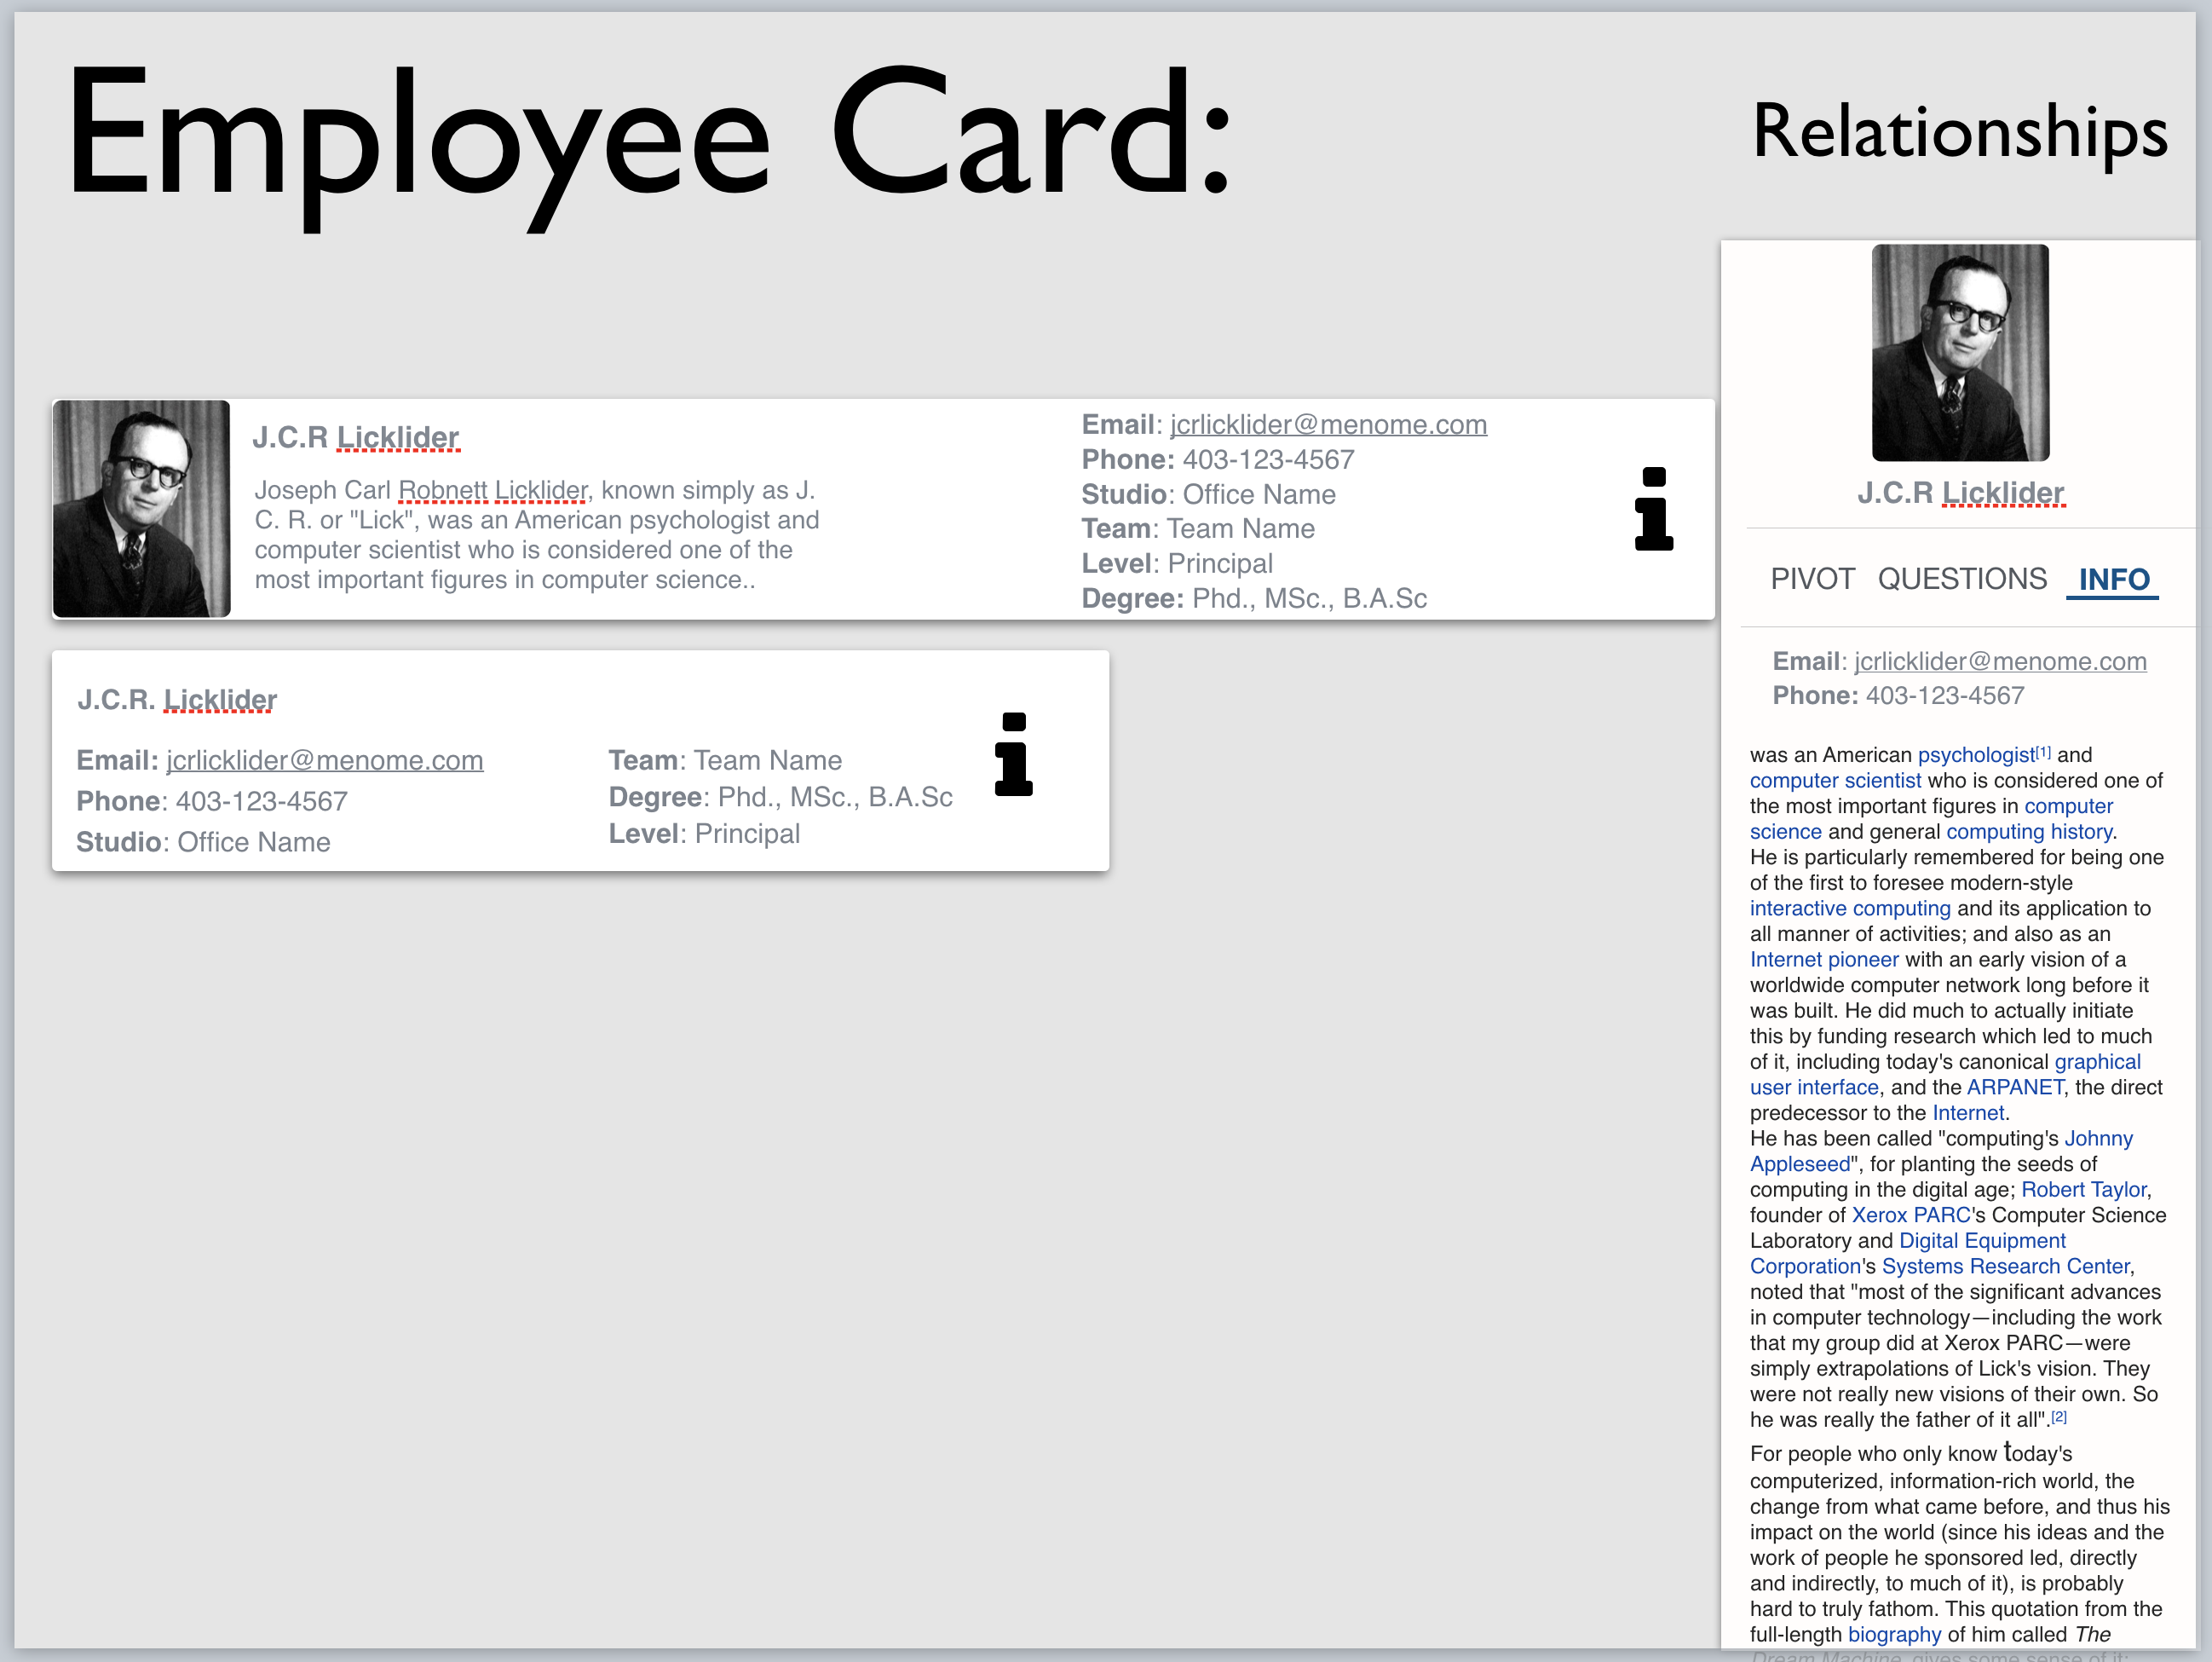 Employee Card:
Relationships
J.C.R Licklider
Joseph Carl Robnett Licklider, known simply as J.
C. R. or "Lick", was an American psychologist and
computer scientist who is considered one of the
most important figures in computer science..
Email: jcrlicklider@menome.com
Phone: 403-123-4567
Studio: Office Name
Team: Team Name
Level: Principal
Degree: Phd., MSc., B.A.Sc
J.C.R. Licklider
Email: jcrlicklider@menome.com
Phone: 403-123-4567
Studio: Office Name
Team: Team Name
Degree: Phd., MSc., B.A.Sc
Level: Principal
J.C.R Licklider
PIVOT QUESTIONS INFO
Email: jcrlicklider@menome.com
Phone: 403-123-4567
was an American psychologist[1] and
computer scientist who is considered one of
the most important figures in computer
science and general computing history.
He is particularly remembered for being one
of the first to foresee modern-style
interactive computing and its application to
all manner of activities; and also as an
Internet pioneer with an early vision of a
worldwide computer network long before it
was built. He did much to actually initiate
this by funding research which led to much
of it, including today's canonical graphical
user interface, and the ARPANET, the direct
predecessor to the Internet.
He has been called "computing's Johnny
Appleseed", for planting the seeds of
computing in the digital age; Robert Taylor,
founder of Xerox PARC's Computer Science
Laboratory and Digital Equipment
Corporation's Systems Research Center,
noted that "most of the significant advances
in computer technology—including the work
that my group did at Xerox PARC—were
simply extrapolations of Lick's vision. They
were not really new visions of their own. So
he was really the father of it all".[2]
For people who only know today's
computerized, information-rich world, the
change from what came before, and thus his
impact on the world (since his ideas and the
work of people he sponsored led, directly
and indirectly, to much of it), is probably
hard to truly fathom. This quotation from the
full-length biography of him called The
Dream Machine, gives some sense of it: